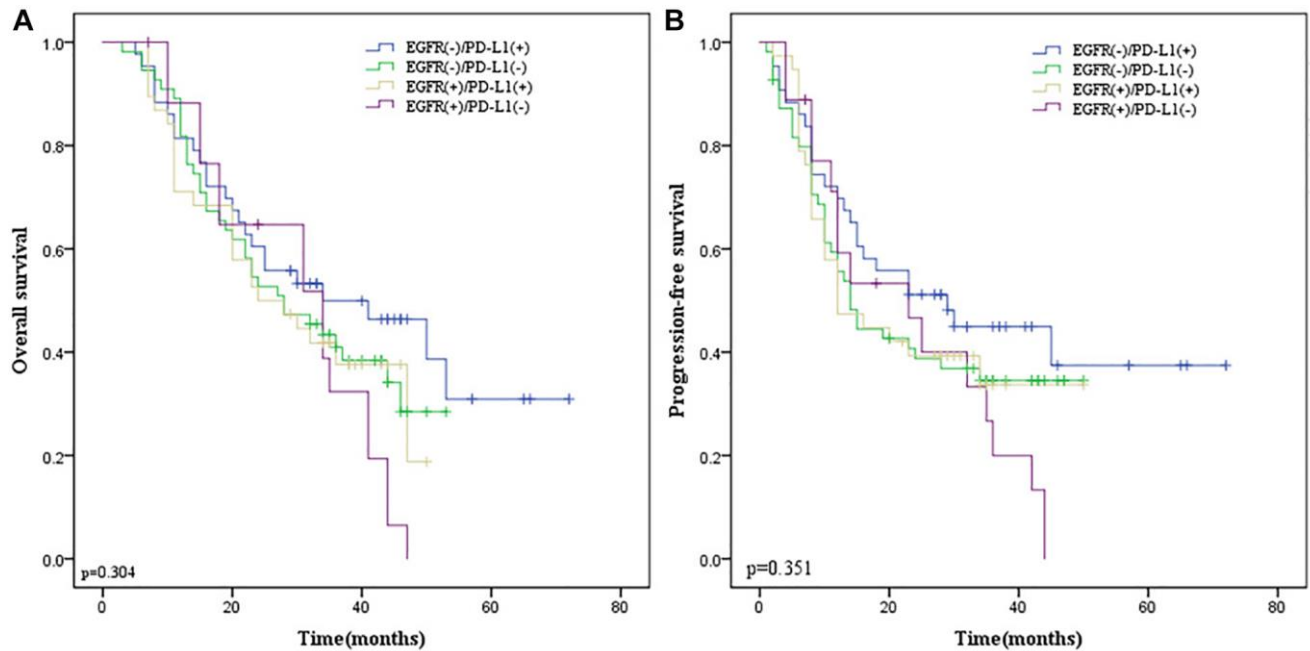 A
EGFR(-)/PD-L1(+)
EGFR(-)/PD-L1(-)
EGFR(+)/PD-L1(+)
EGFR(+)/PD-L1(-)
Overall survival
1.0
0.8
0.6
0.4
0.2
0.0
p=0.304
0 20 40 60 80
Time(months)
B
EGFR(-)/PD-L1(+)
EGFR(-)/PD-L1(-)
EGFR(+)/PD-L1(+)
EGFR(+)/PD-L1(-)
Progression-free survival
1.0
0.8
0.6
0.4
0.2
0.0
p=0.351
0 20 40 60 80
Time(months)